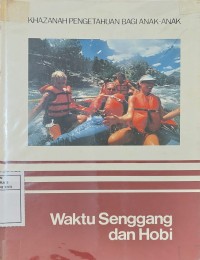 KHAZANAH PENGETAHUAN BAGI ANAK-ANAK
Waktu Senggang
dan Hobi